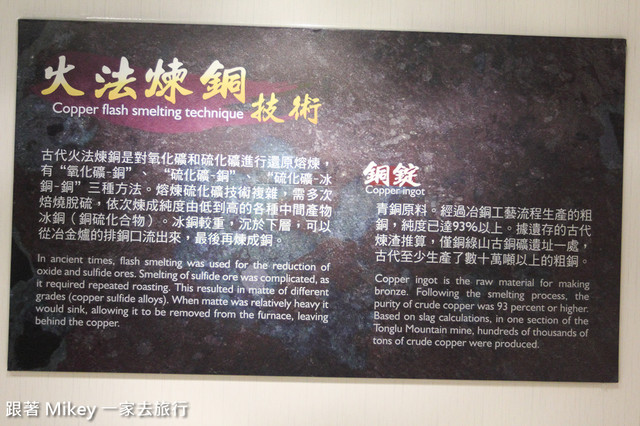 火法煉銅技術
Copper flash smelting technique
古代火法煉銅是對氧化礦和硫化礦進行還原熔煉，
有“氧化礦-銅”、 “硫化礦-銅”、 “硫化礦-冰
銅-銅”三種方法。熔煉硫化礦技術複雜，需多次
焙燒脫硫，依次煉成純度由低到高的各種中間產物
冰銅（銅硫化合物）。冰銅較重，沉於下層，可以
從冶金爐的排銅口流出來，最後再煉成銅。
In ancient times, flash smelting was used for the reduction of
oxide and sulfide ores. Smelting of sulfide ore was complicated, as
it required repeated roasting. This resulted in matte of different
grades (copper sulfide alloys). When matte was relatively heavy it
would sink, allowing it to be removed from the furnace, leaving
behind the copper.
銅錠
Copper ingot
青銅原料。經過冶銅工藝流程生產的粗
銅，純度已達93%以上。據遺存的古代
煉渣推算，僅銅綠山古銅礦遺址一處，
古代至少生產了數十萬噸以上的粗銅。
Copper ingot is the raw material for making
bronze. Following the smelting process, the
purity of crude copper was 93 percent or higher.
Based on slag calculations, in one section of the
Tonglu Mountain mine, hundreds of thousands of
tons of crude copper were produced.
跟著 Mikey 一家去旅行